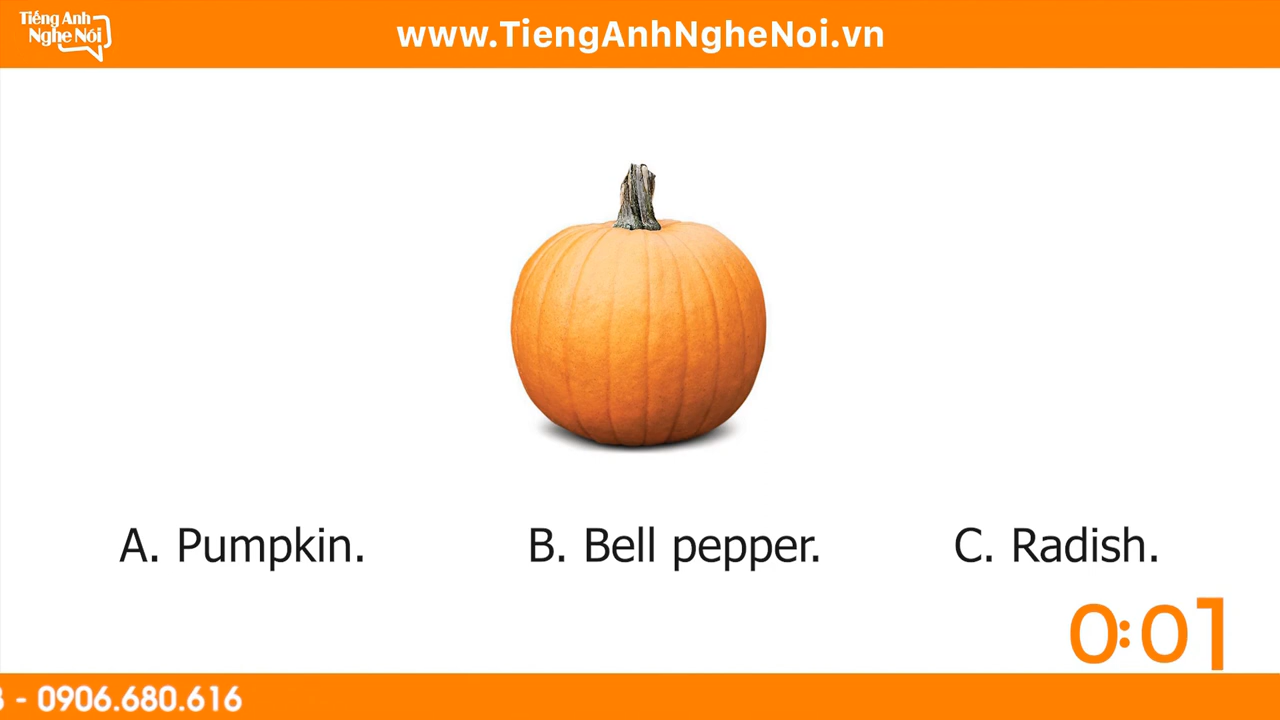 Tiếng Anh
Nghe Nói
www.TiengAnhNgheNoi.vn
A. Pumpkin.
B. Bell pepper.
C. Radish.
0:01
- 0906.680.616